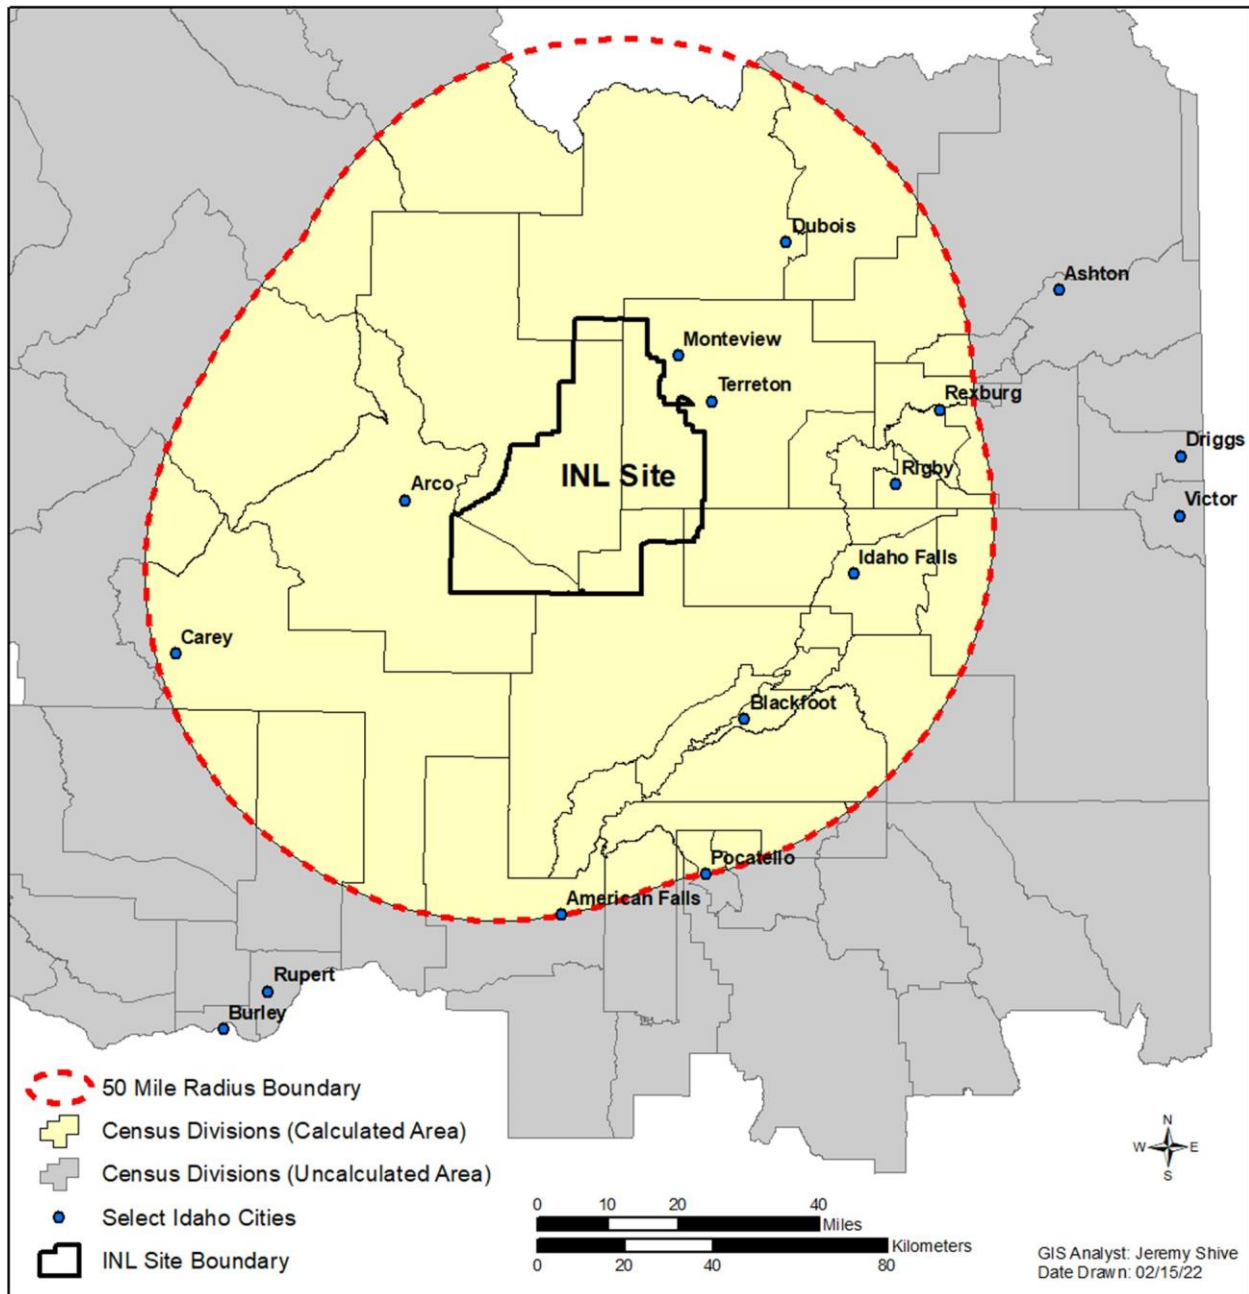 Dubois
Ashton
Monteview
Terreton
Rexburg
Driggs
Rigby
INL Site
Arco
Victor
Idaho Falls
Carey
Blackfoot
Pocatello
American Falls
Rupert
Burley
50 Mile Radius Boundary
Census Divisions (Calculated Area)
Census Divisions (Uncalculated Area)
Select Idaho Cities
INL Site Boundary
N
W E
S
0 10 20 40
Miles
Kilometers
0 20 40 80
GIS Analyst: Jeremy Shive
Date Drawn: 02/15/22